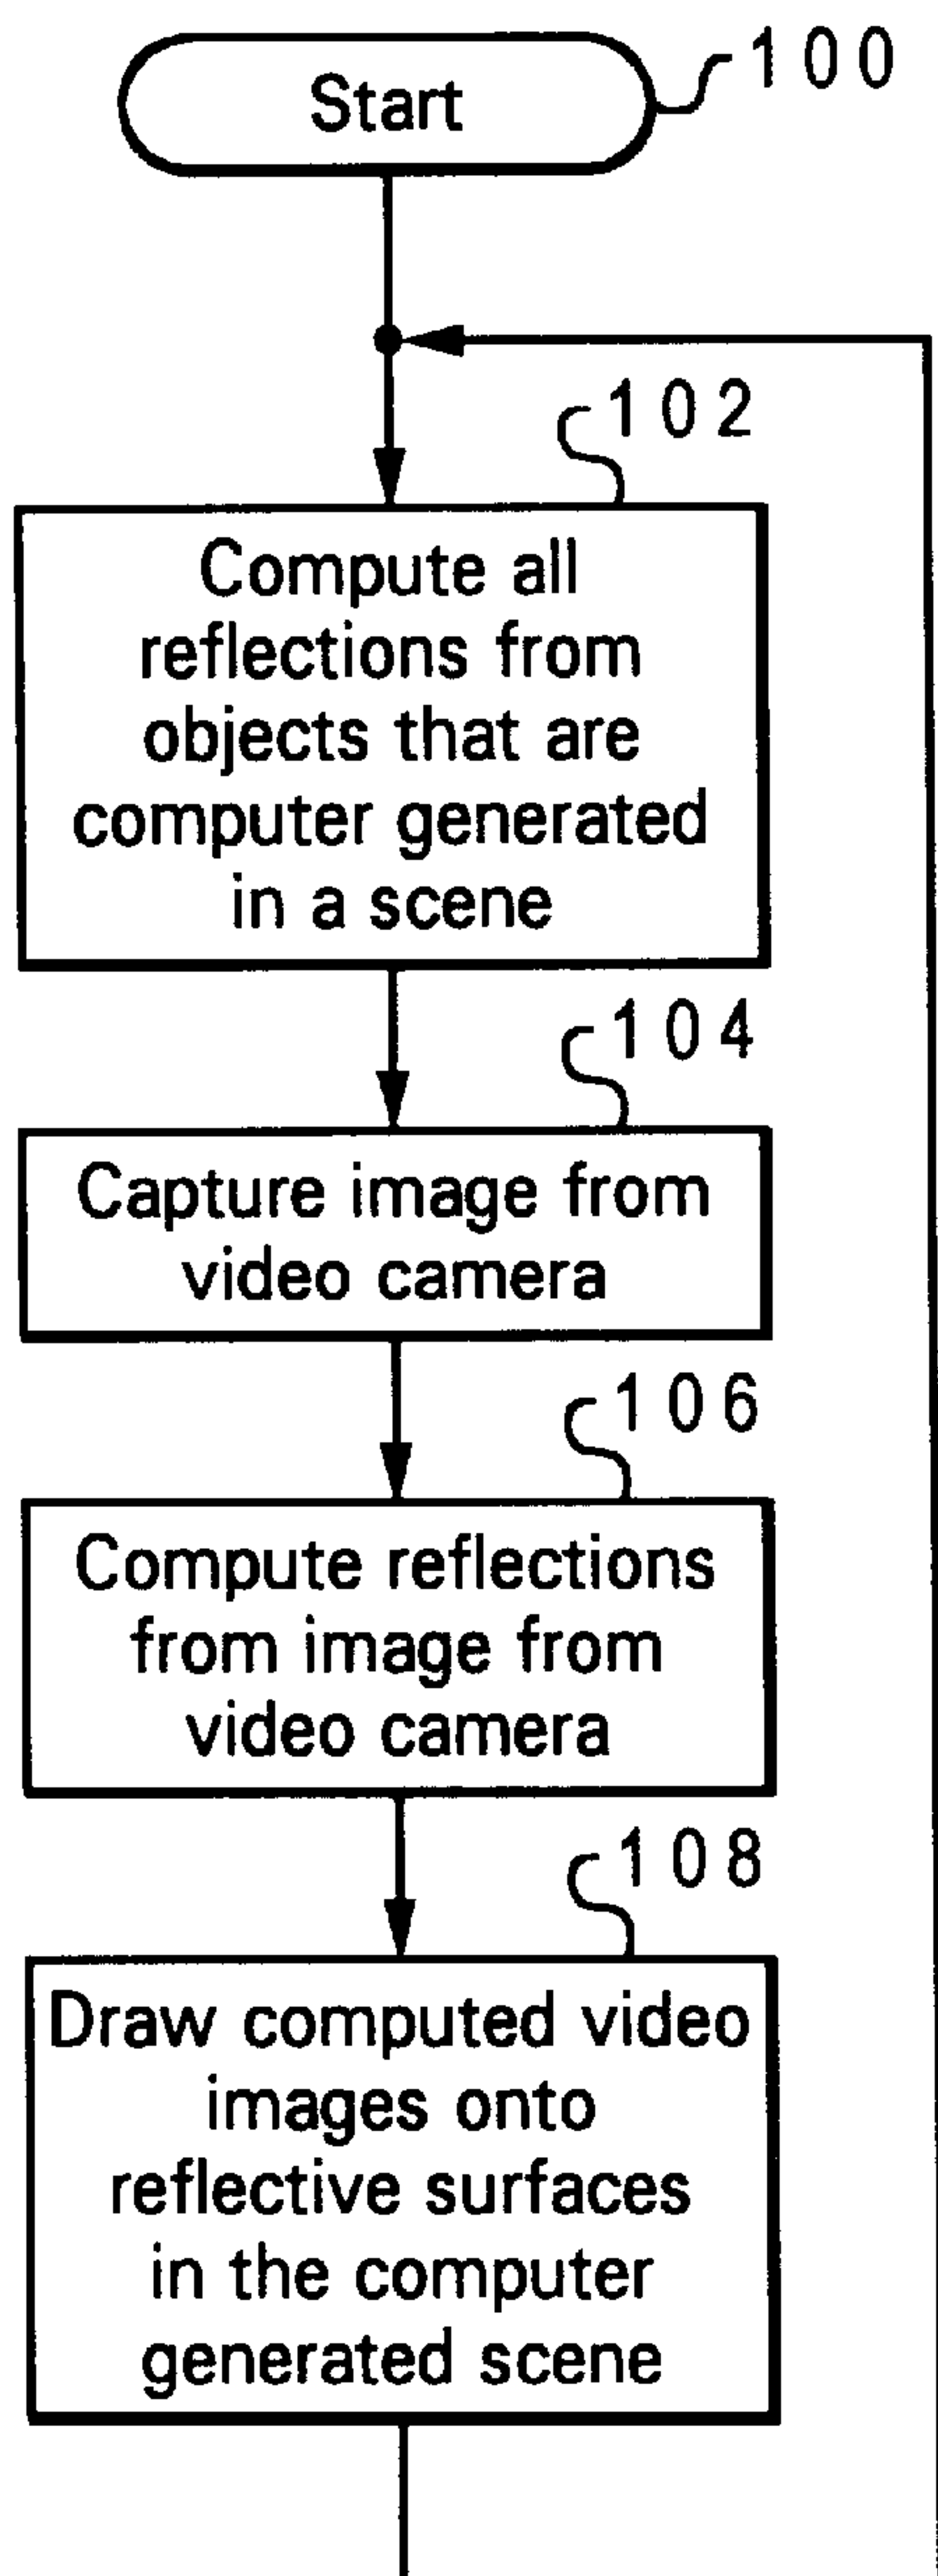 Start
100
102
Compute all
reflections from
objects that are
computer generated
in a scene
104
Capture image from
video camera
106
Compute reflections
from image from
video camera
108
Draw computed video
images onto
reflective surfaces
in the computer
generated scene